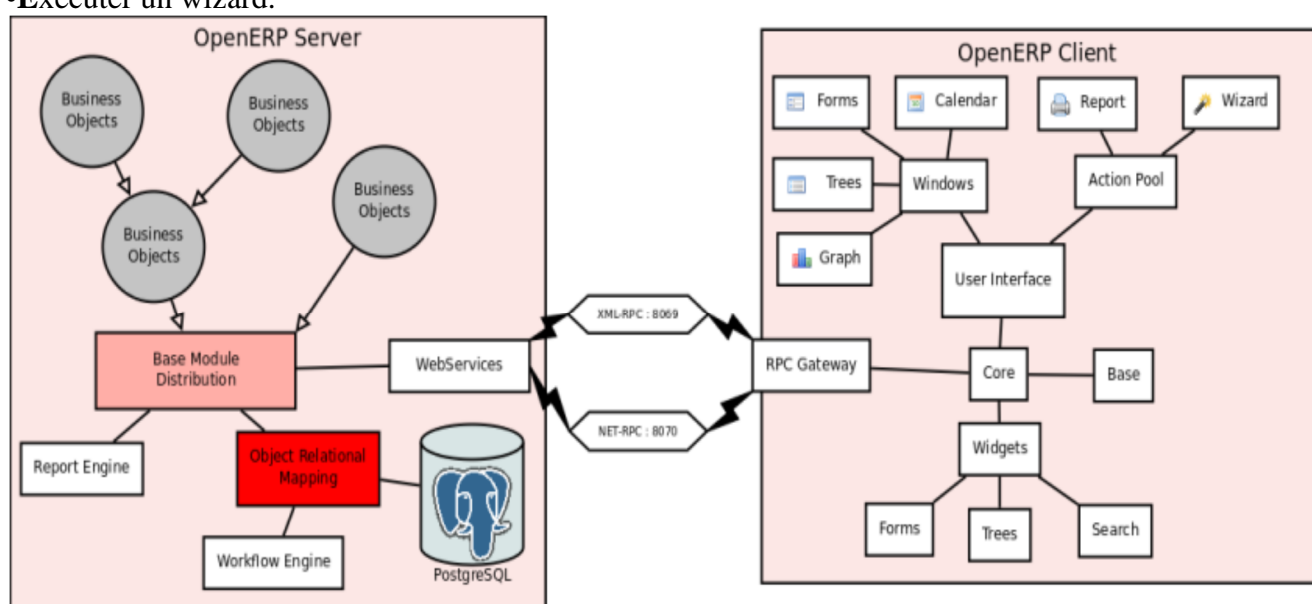 •Exécuter un wizard.
OpenERP Server
Business
Objects
Business
Objects
Business
Objects
Business
Objects
Base Module
Distribution
WebServices
Report Engine
Object Relational
Mapping
Workflow Engine
PostgreSQL
XML-RPC : 8069
NET-RPC : 8070
OpenERP Client
Forms
Calendar
Report
Wizard
Trees
Windows
Action Pool
Graph
User Interface
RPC Gateway
Core
Base
Widgets
Forms
Trees
Search